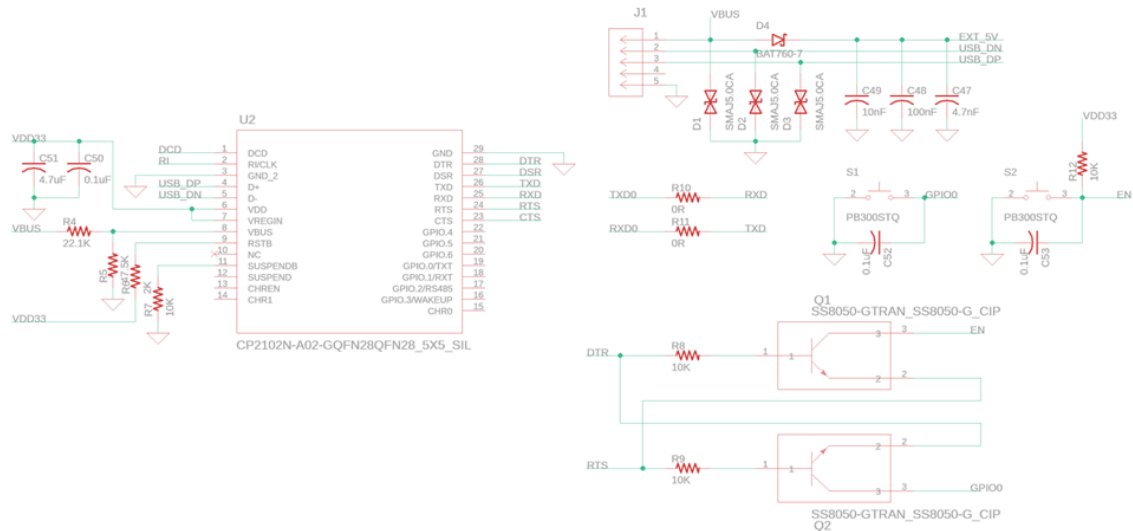 J1
VBUS
D4
1
EXT_5V
2
USB_DN
BAT760-7
3
USB_DP
4
5
D1
SMAJ5.0CA
D2
SMAJ5.0CA
D3
SMAJ5.0CA
C49
10nF
C48
100nF
C47
4.7nF
U2
VDD33
C51
4.7uF
C50
0.1uF
DCD
RI
USB_DP
USB_DN
VBUS
R4
22.1K
R5
47.5K
R6
2K
R7
10K
VDD33
1 DCD
2 RI/CLK
3 GND_2
4 D+
5 D-
6 VDD
7 VREGIN
8 VBUS
9 RSTB
10 NC
11 SUSPENDB
12 SUSPEND
13 CHREN
14 CHR1
GND 29
DTR 28 DTR
DSR 27 DSR
TXD 26 TXD
RXD 25 RXD
RTS 24 RTS
CTS 23 CTS
GPIO.4 22
GPIO.5 21
GPIO.6 20
GPIO.0/TXT 19
GPIO.1/RXT 18
GPIO.2/RS485 17
GPIO.3/WAKEUP 16
CHR0 15
CP2102N-A02-GQFN28QFN28_5X5_SIL
TXD0
R10
0R
RXD
RXD0
R11
0R
TXD
S1
2
3
GPIO0
PB300STQ
0.1uF
C52
VDD33
R12
10K
S2
2
3
EN
PB300STQ
0.1uF
C53
Q1
SS8050-GTRAN_SS8050-G_CIP
DTR
R8
10K
1
1
3
3
EN
2
2
RTS
R9
10K
1
1
2
2
3
3
GPIO0
SS8050-GTRAN_SS8050-G_CIP
Q2